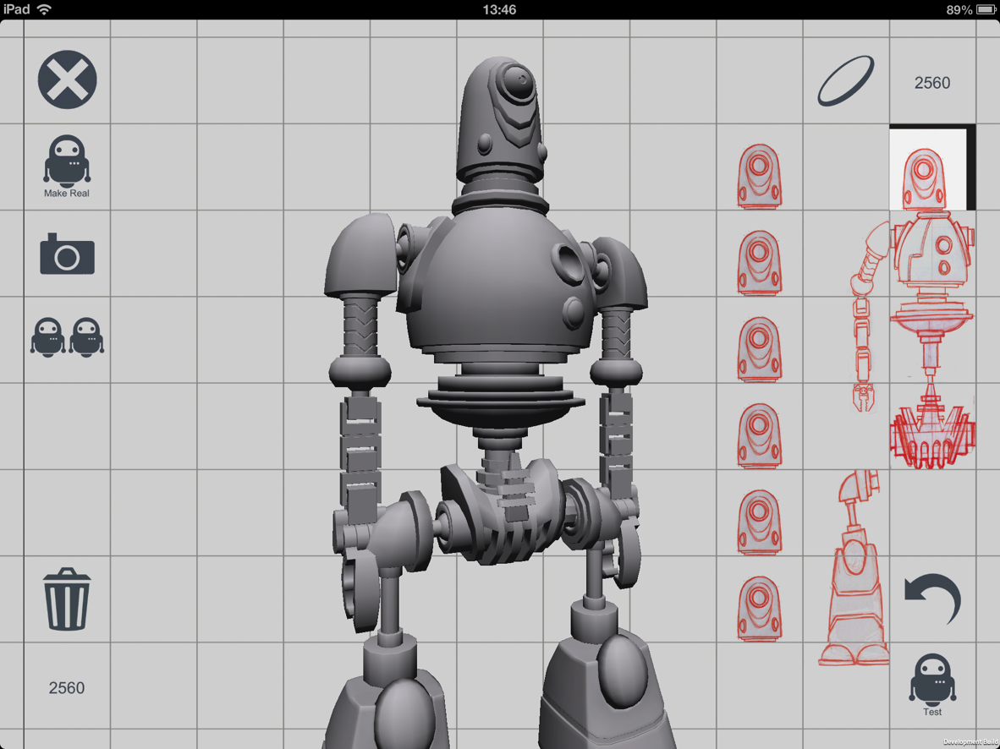 iPad 13:46 89%
2560
Make Real
2560
Test
Development Build